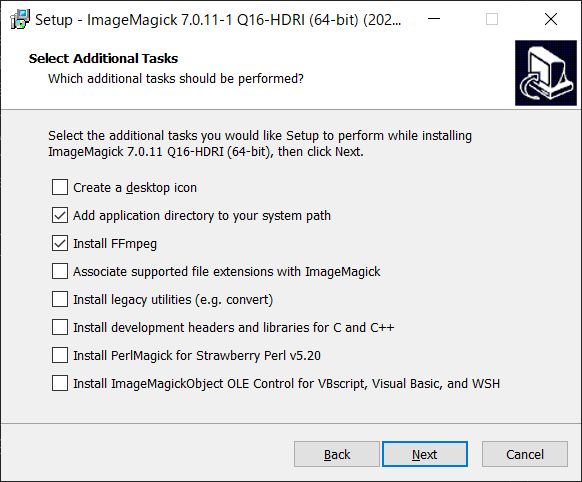 Setup - ImageMagick 7.0.11-1 Q16-HDRI (64-bit) (202...
Select Additional Tasks
Which additional tasks should be performed?
Select the additional tasks you would like Setup to perform while installing
ImageMagick 7.0.11 Q16-HDRI (64-bit), then click Next.
Create a desktop icon
Add application directory to your system path
Install FFmpeg
Associate supported file extensions with ImageMagick
Install legacy utilities (e.g. convert)
Install development headers and libraries for C and C++
Install PerlMagick for Strawberry Perl v5.20
Install ImageMagickObject OLE Control for VBscript, Visual Basic, and WSH
Back Next Cancel